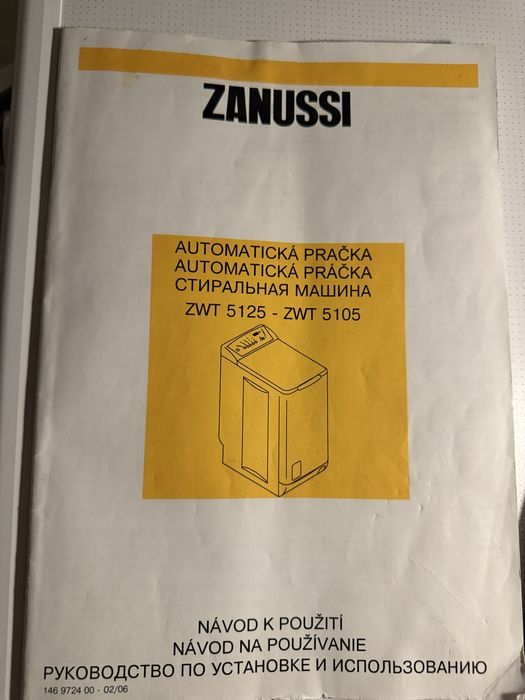 ZANUSSI
AUTOMATICKÁ PRAČKA
AUTOMATICKÁ PRÁČKA
СТИРАЛЬНАЯ МАШИНА
ZWT 5125 - ZWT 5105
NÁVOD K POUŽITÍ
NÁVOD NA POUŽÍVANIE
РУКОВОДСТВО ПО УСТАНОВКЕ И ИСПОЛЬЗОВАНИЮ
146 9724 00 - 02/06